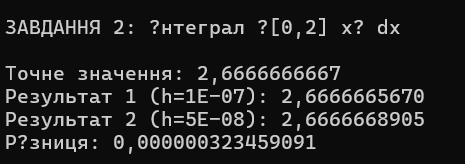 ЗАВДАННЯ 2: ?нтеграл ?[0,2] x? dx
Точне значення: 2,6666666667
Результат 1 (h=1E-07): 2,6666665670
Результат 2 (h=5E-08): 2,6666668905
Р?зниця: 0,000000323459091